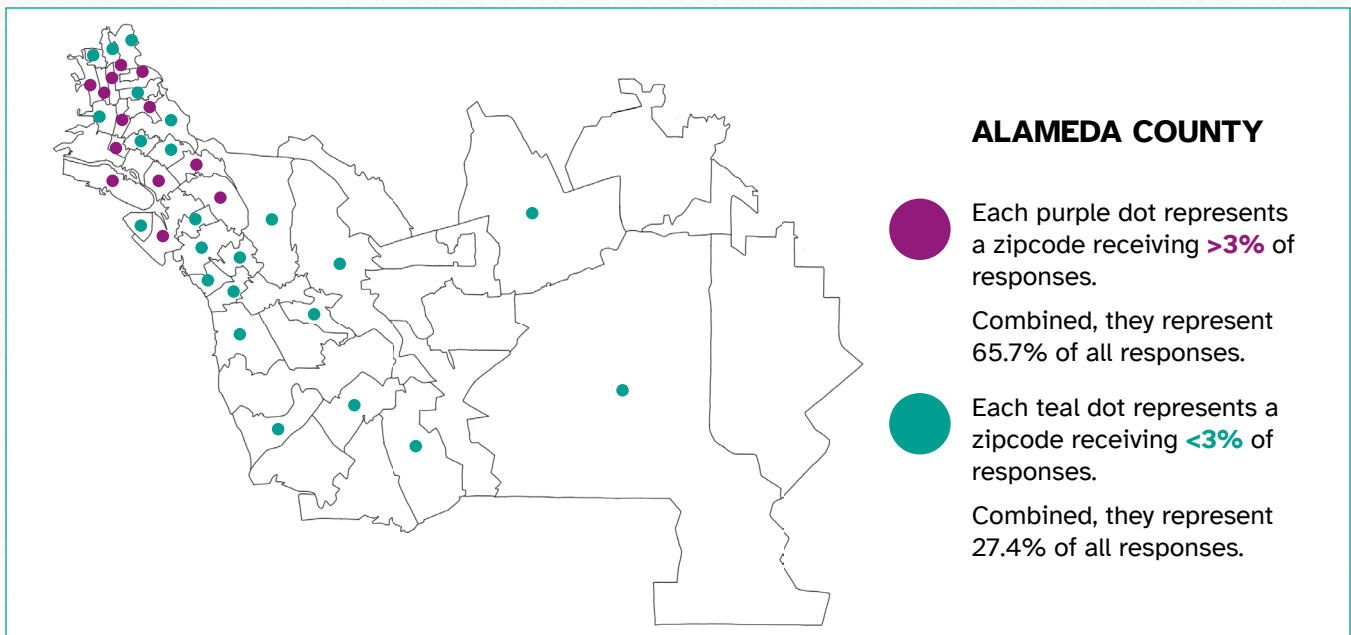 ALAMEDA COUNTY
Each purple dot represents
a zipcode receiving >3% of
responses.
Combined, they represent
65.7% of all responses.
Each teal dot represents a
zipcode receiving <3% of
responses.
Combined, they represent
27.4% of all responses.